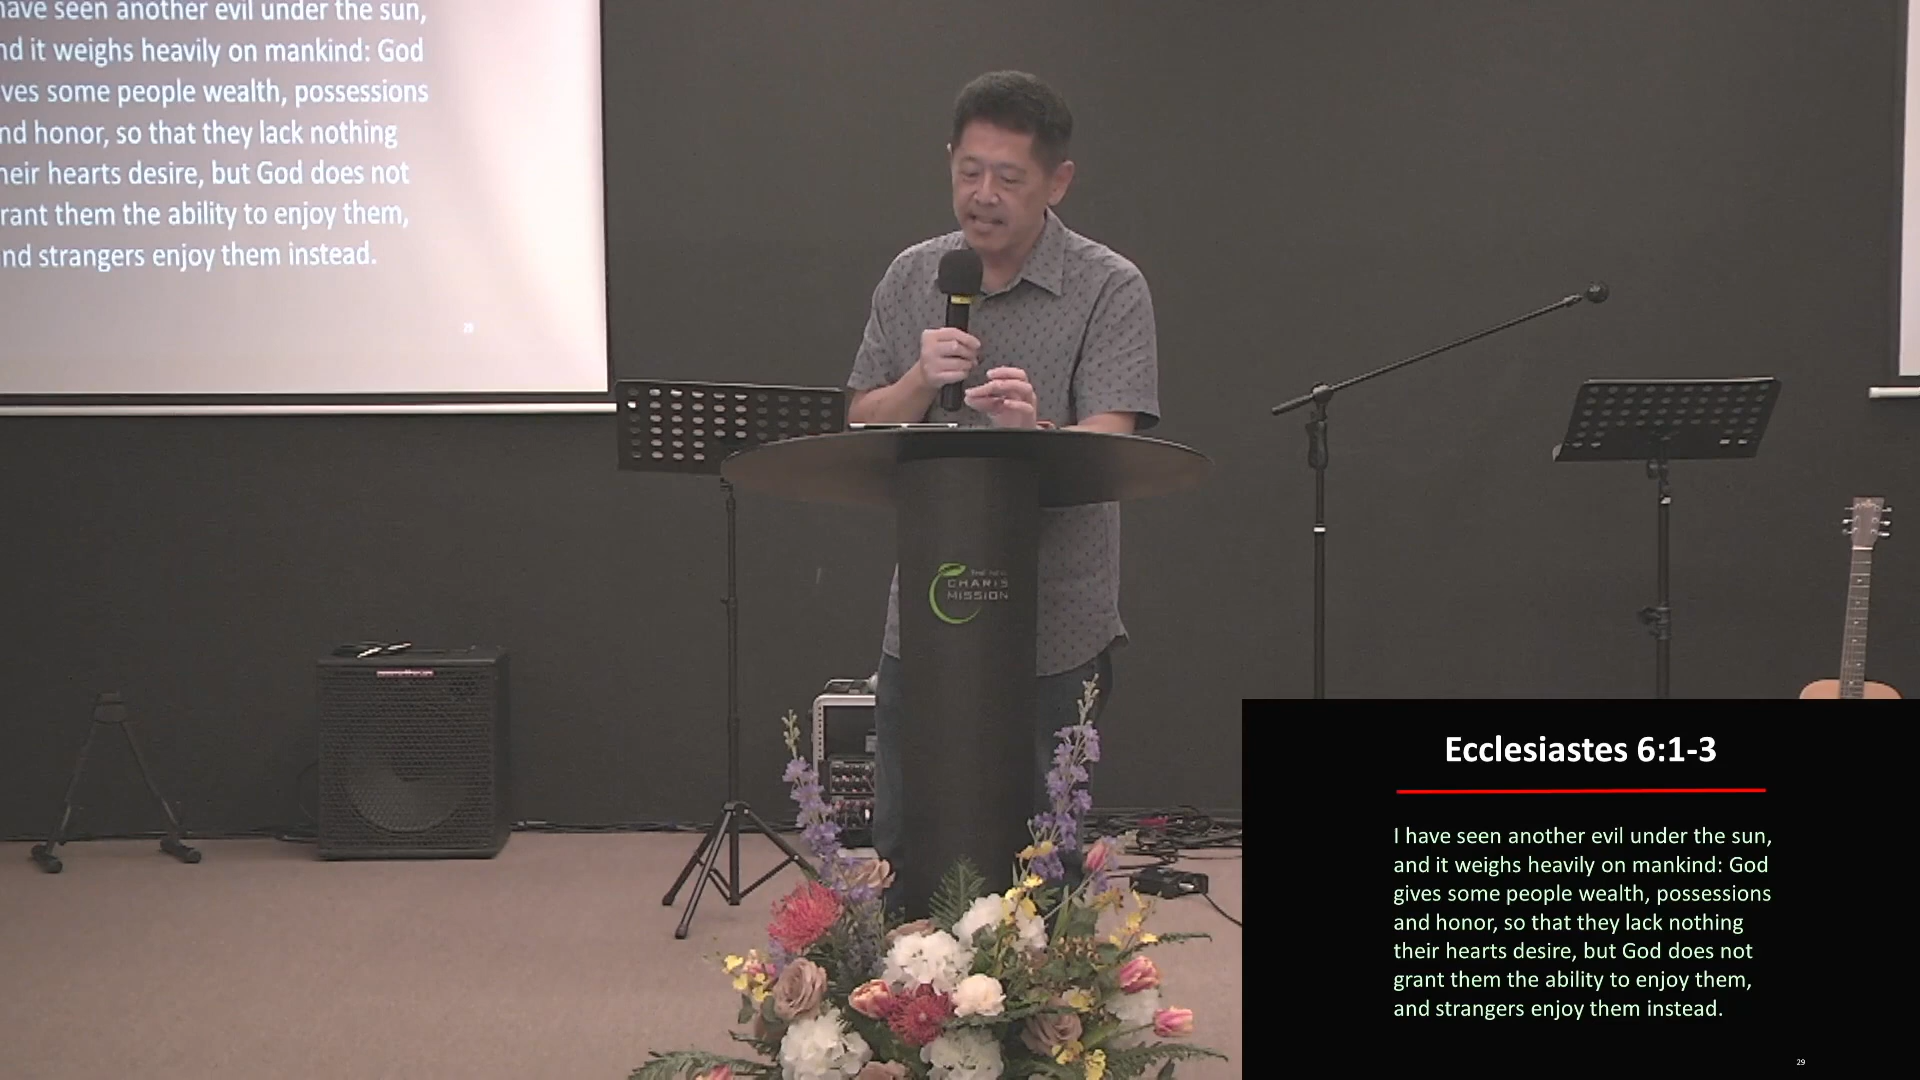 have seen another evil under the sun,
nd it weighs heavily on mankind: God
ves some people wealth, possessions
nd honor, so that they lack nothing
heir hearts desire, but God does not
rant them the ability to enjoy them,
nd strangers enjoy them instead.
29
THE NEW
CHARIS
MISSION
Ecclesiastes 6:1-3
I have seen another evil under the sun,
and it weighs heavily on mankind: God
gives some people wealth, possessions
and honor, so that they lack nothing
their hearts desire, but God does not
grant them the ability to enjoy them,
and strangers enjoy them instead.
29